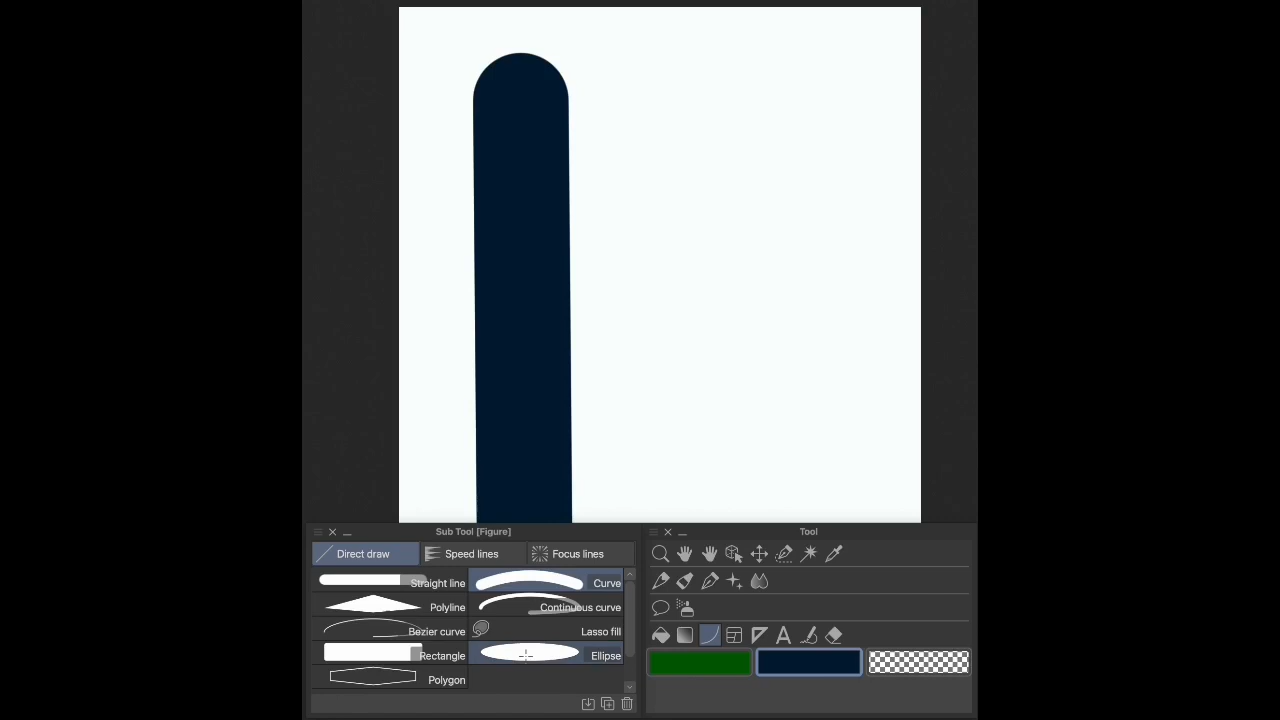 Sub Tool [Figure]
Tool
Direct draw
Speed lines
Focus lines
Straight line
Curve
Polyline
Continuous curve
Bezier curve
Lasso fill
Rectangle
Ellipse
Polygon